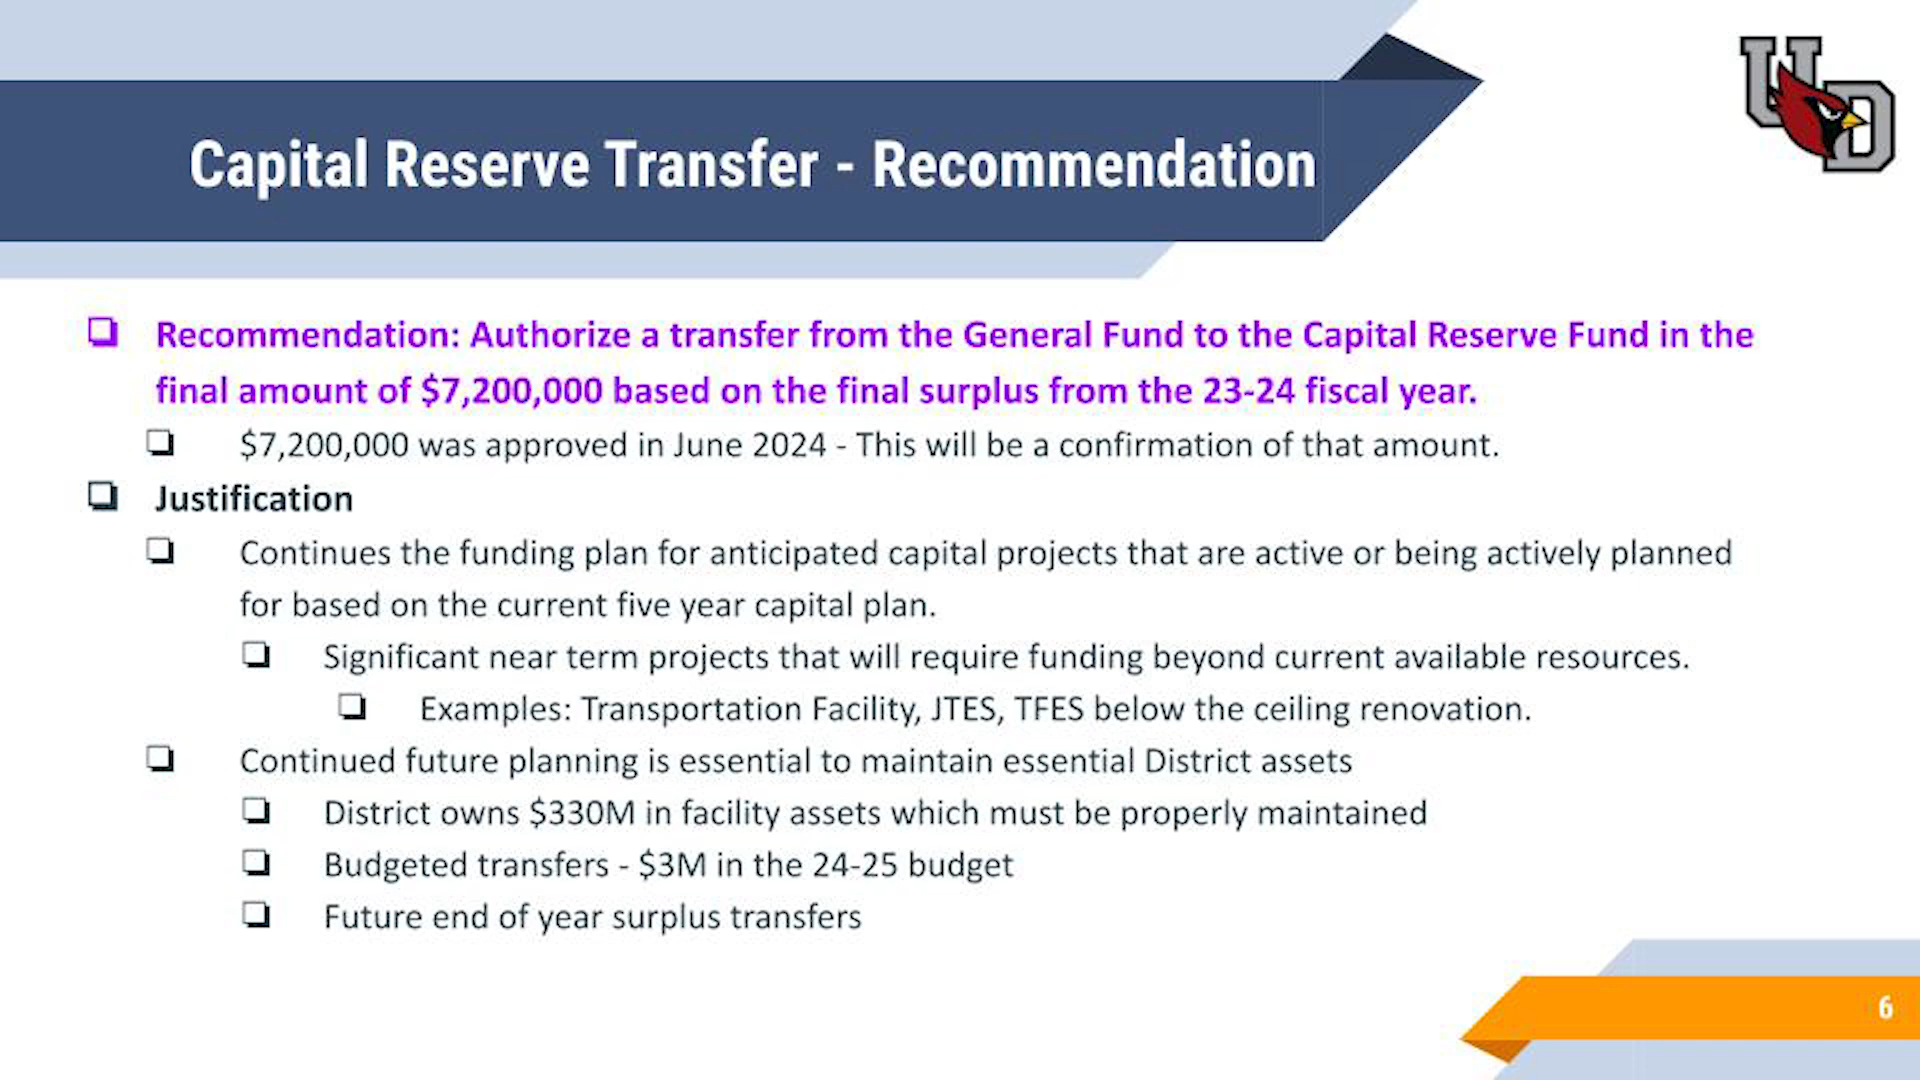 UD
Capital Reserve Transfer - Recommendation
❏ Recommendation: Authorize a transfer from the General Fund to the Capital Reserve Fund in the
final amount of $7,200,000 based on the final surplus from the 23-24 fiscal year.
❏ $7,200,000 was approved in June 2024 - This will be a confirmation of that amount.
❏ Justification
❏ Continues the funding plan for anticipated capital projects that are active or being actively planned
for based on the current five year capital plan.
❏ Significant near term projects that will require funding beyond current available resources.
❏ Examples: Transportation Facility, JTES, TFES below the ceiling renovation.
❏ Continued future planning is essential to maintain essential District assets
❏ District owns $330M in facility assets which must be properly maintained
❏ Budgeted transfers - $3M in the 24-25 budget
❏ Future end of year surplus transfers
6